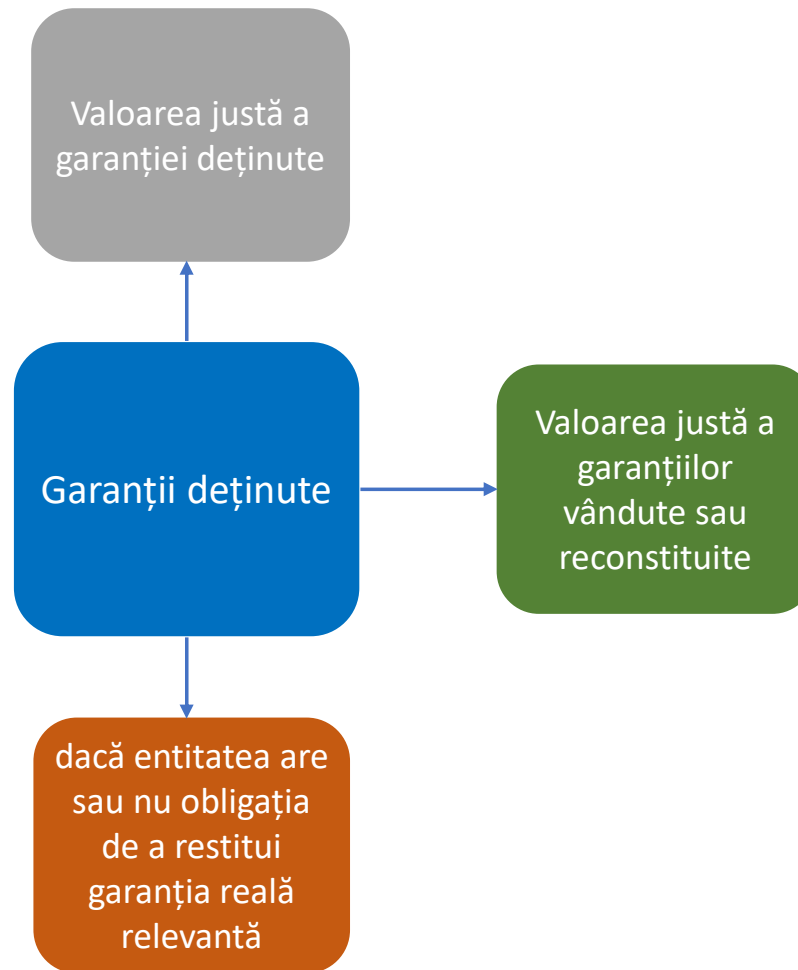 Valoarea justă a
garanției deținute
Garanții deținute
Valoarea justă a
garanțiilor
vândute sau
reconstituite
dacă entitatea are
sau nu obligația
de a restitui
garanția reală
relevantă